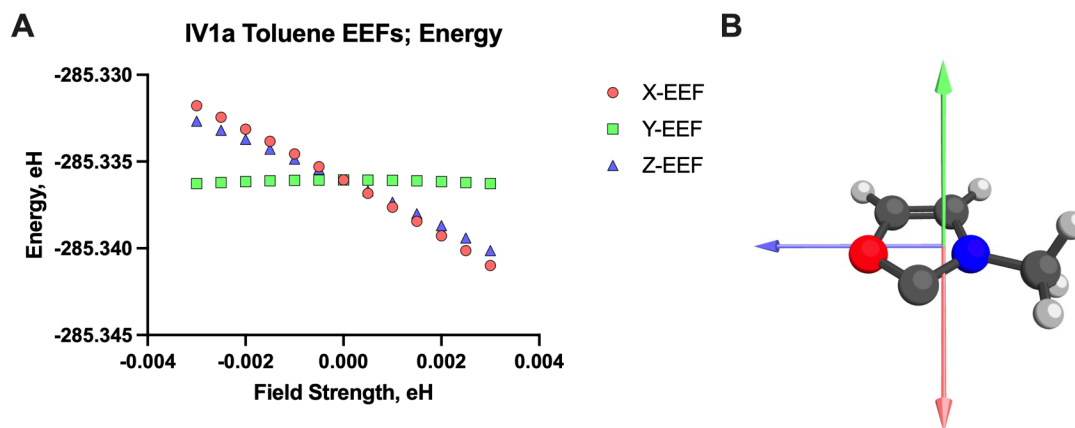 A
IV1a Toluene EEFs; Energy
-285.330
-285.335
-285.340
-285.345
Energy, eH
-0.004
-0.002
0.000
0.002
0.004
Field Strength, eH
X-EEF
Y-EEF
Z-EEF
B